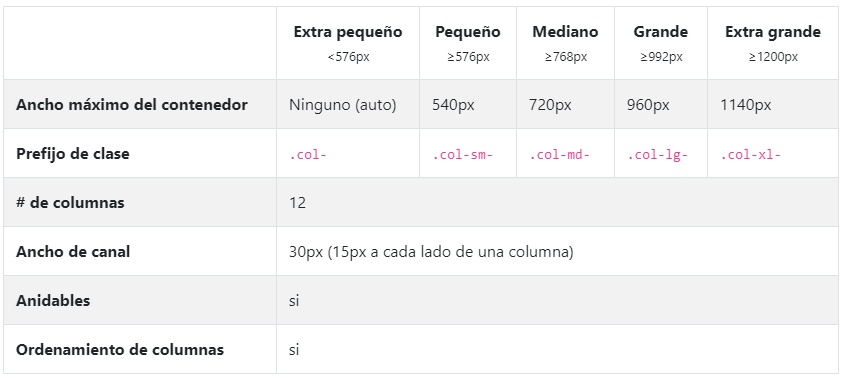 Extra pequeño Pequeño Mediano Grande Extra grande
<576px ≥576px ≥768px ≥992px ≥1200px
Ancho máximo del contenedor Ninguno (auto) 540px 720px 960px 1140px
Prefijo de clase .col- .col-sm- .col-md- .col-lg- .col-xl-
# de columnas 12
Ancho de canal 30px (15px a cada lado de una columna)
Anidables si
Ordenamiento de columnas si